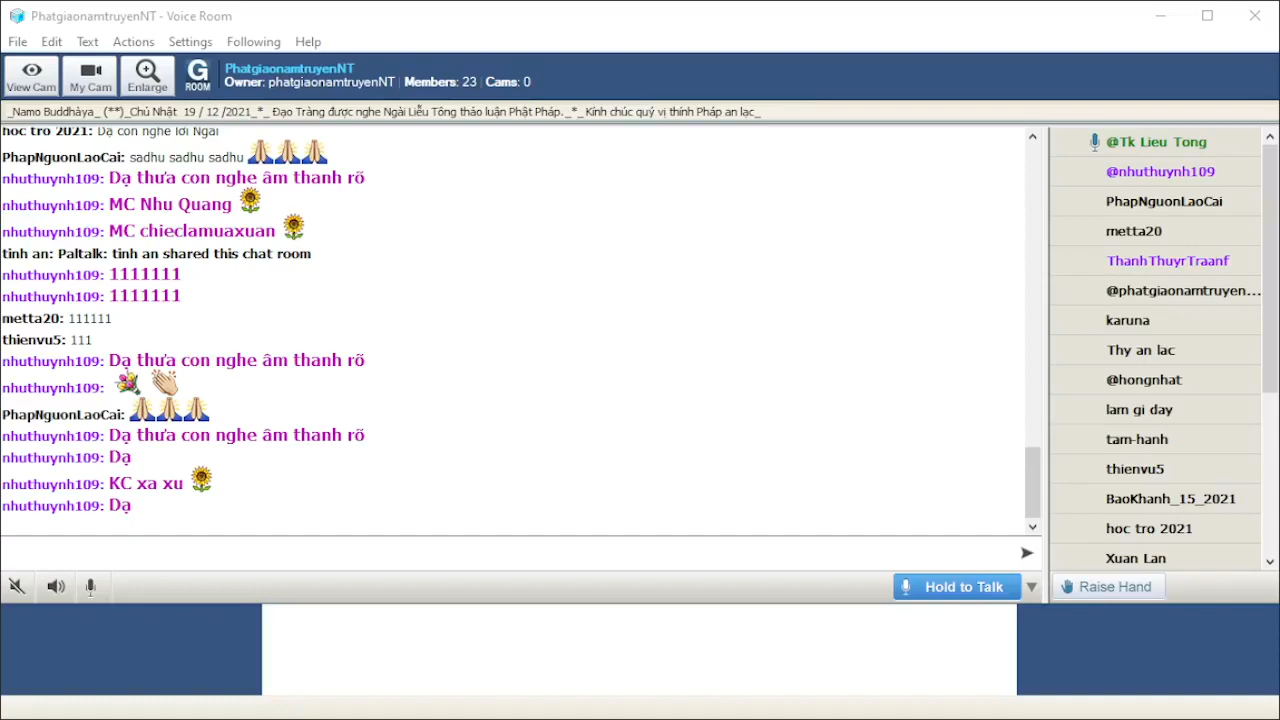 PhatgiaonamtruyenNT - Voice Room
File Edit Text Actions Settings Following Help
View Cam
My Cam
Enlarge
G ROOM
PhatgiaonamtruyenNT
Owner: phatgiaonamtruyenNT | Members: 23 | Cams: 0
_Namo Buddhàya_ (**)_Chủ Nhật 19 / 12 /2021_*_ Đạo Tràng được nghe Ngài Liễu Tông thảo luận Phật Pháp._*_Kính chúc quý vị thính Pháp an lạc_
hoc tro 2021: Dạ con nghe lời Ngài
PhapNguonLaoCai: sadhu sadhu sadhu
nhuthuynh109: Dạ thưa con nghe âm thanh rõ
nhuthuynh109: MC Nhu Quang
nhuthuynh109: MC chieclamuaxuan
tinh an: Paltalk: tinh an shared this chat room
nhuthuynh109: 1111111
nhuthuynh109: 1111111
metta20: 111111
thienvu5: 111
nhuthuynh109: Dạ thưa con nghe âm thanh rõ
nhuthuynh109:
PhapNguonLaoCai:
nhuthuynh109: Dạ thưa con nghe âm thanh rõ
nhuthuynh109: Dạ
nhuthuynh109: KC xa xu
nhuthuynh109: Dạ
@Tk Lieu Tong
@nhuthuynh109
PhapNguonLaoCai
metta20
ThanhThuyrTraanf
@phatgiaonamtruyen...
karuna
Thy an lac
@hongnhat
lam gi day
tam-hanh
thienvu5
BaoKhanh_15_2021
hoc tro 2021
Xuan Lan
Hold to Talk
Raise Hand